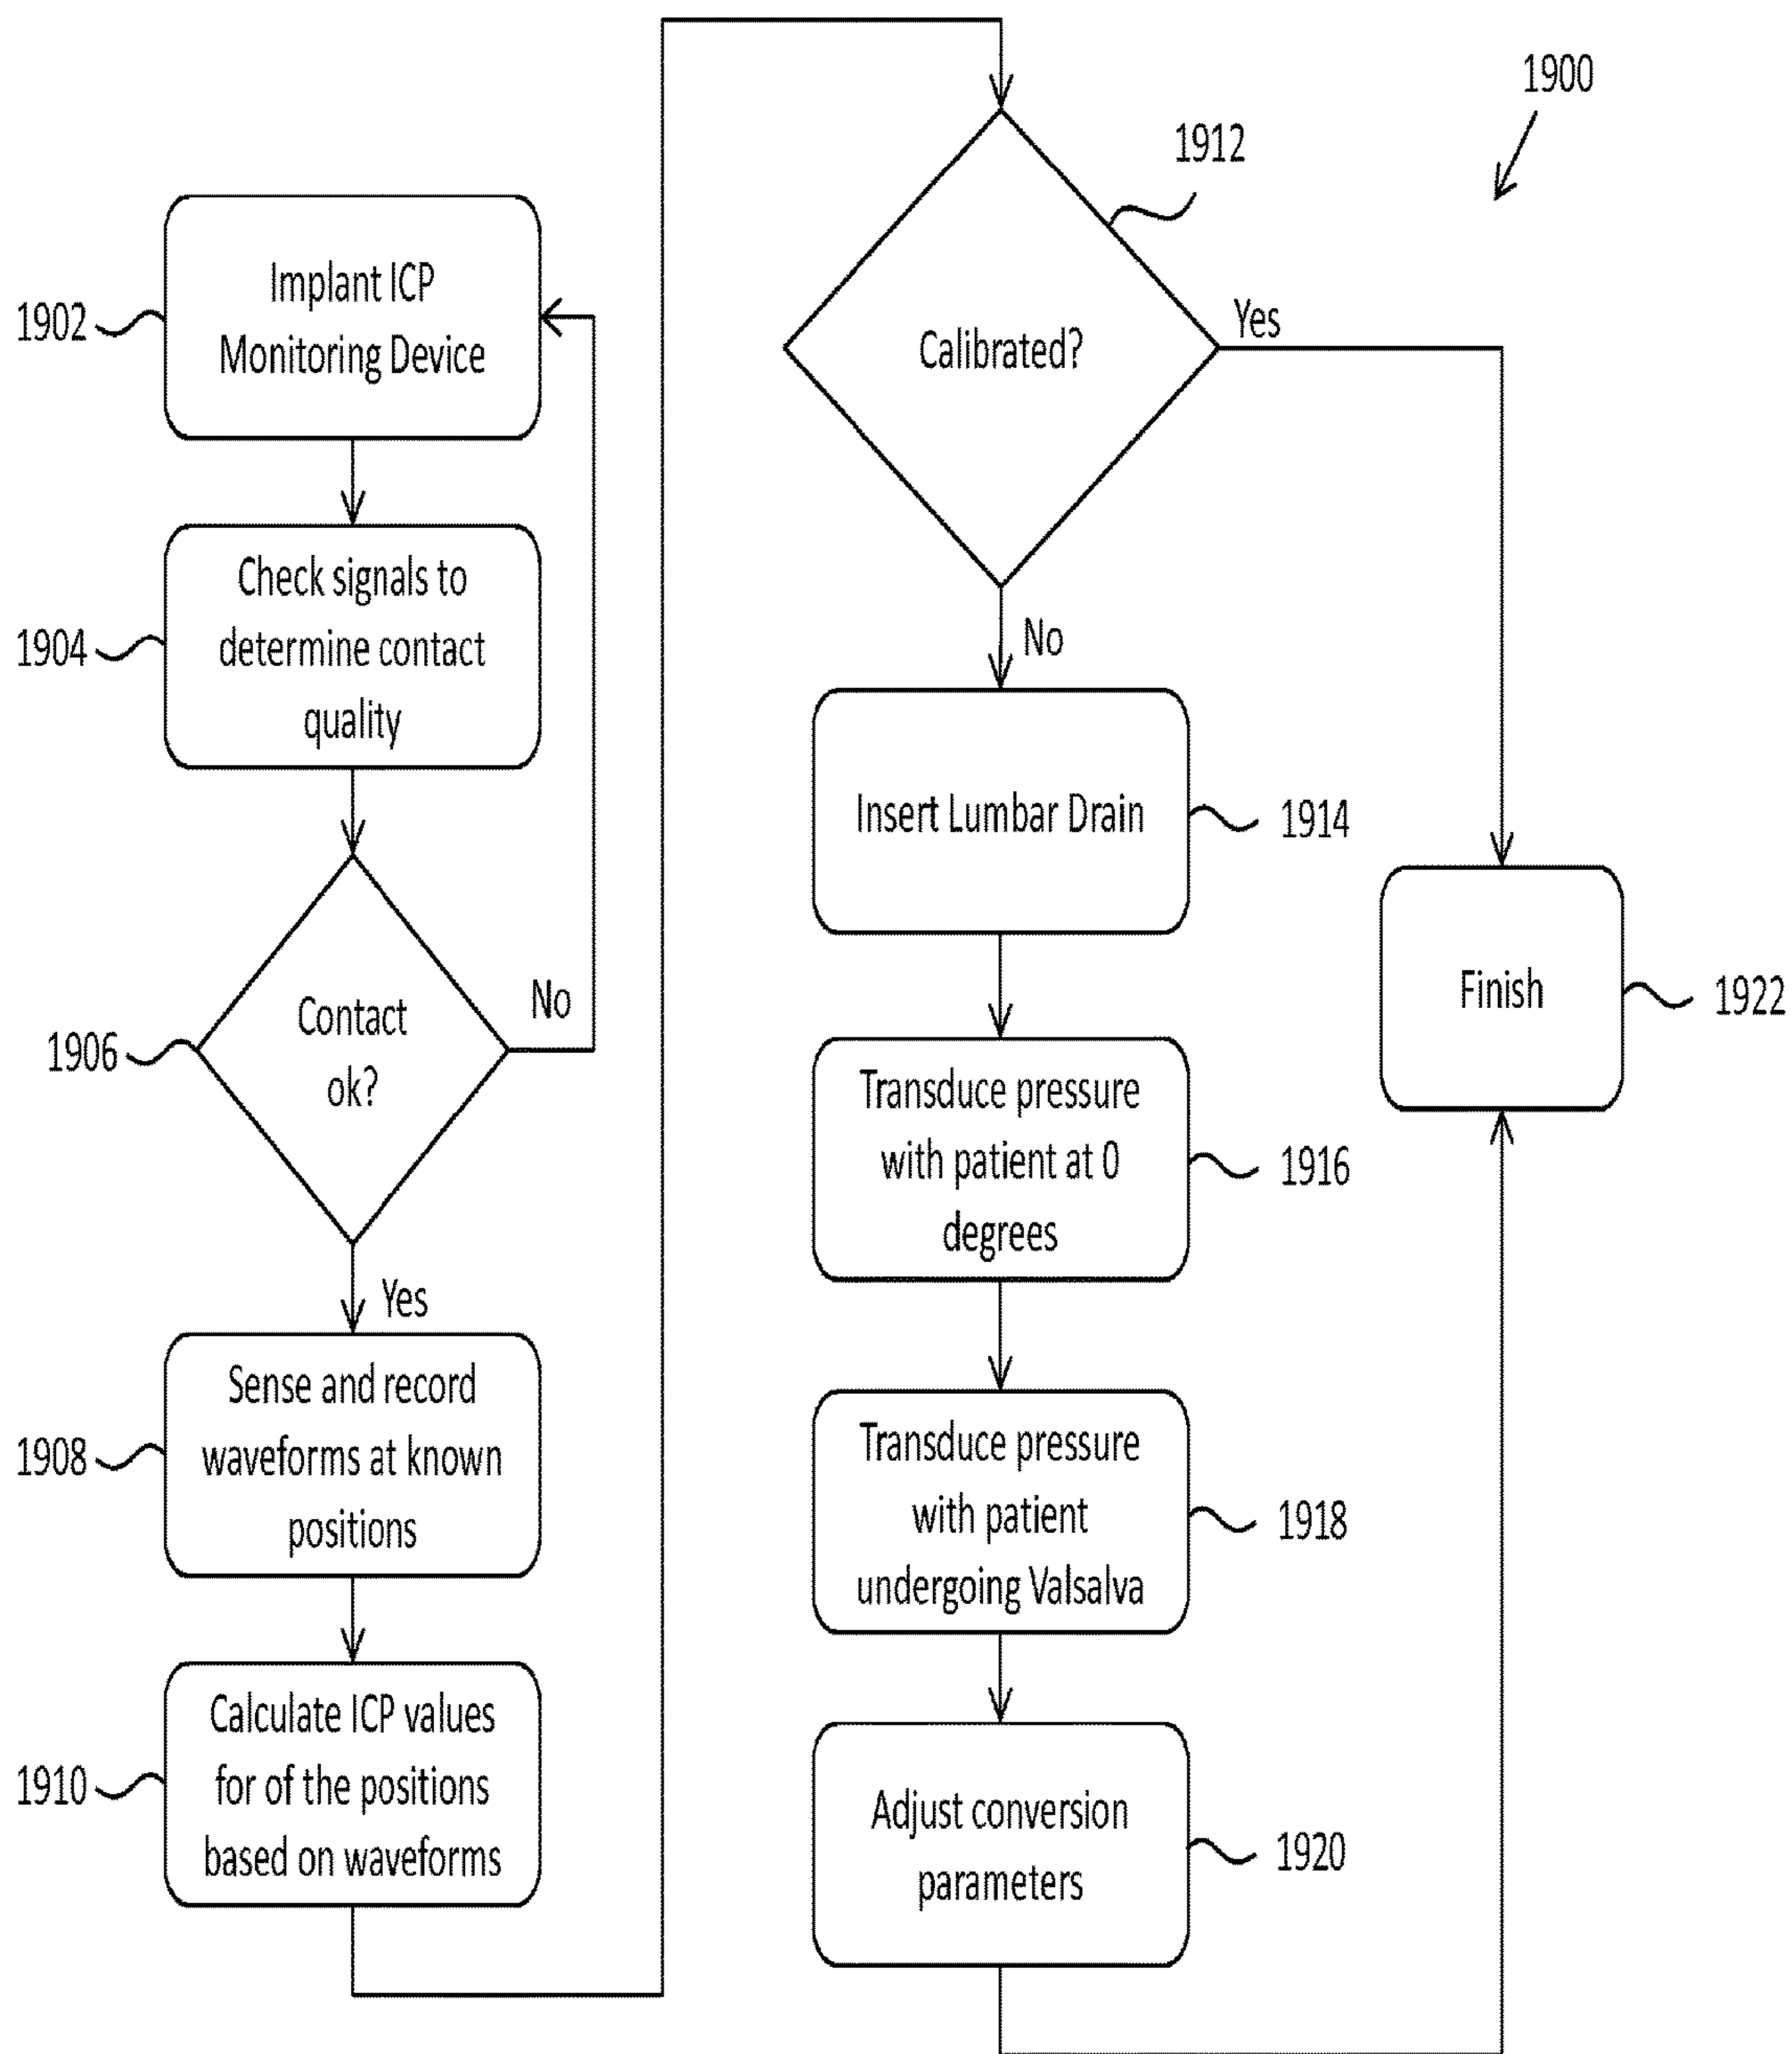 1900
1902
Implant ICP
Monitoring Device
1904
Check signals to
determine contact
quality
1906
Contact
ok?
No
Yes
1908
Sense and record
waveforms at known
positions
1910
Calculate ICP values
for of the positions
based on waveforms
1912
Calibrated?
Yes
No
Insert Lumbar Drain
1914
Transduce pressure
with patient at 0
degrees
1916
Transduce pressure
with patient
undergoing Valsalva
1918
Adjust conversion
parameters
1920
Finish
1922